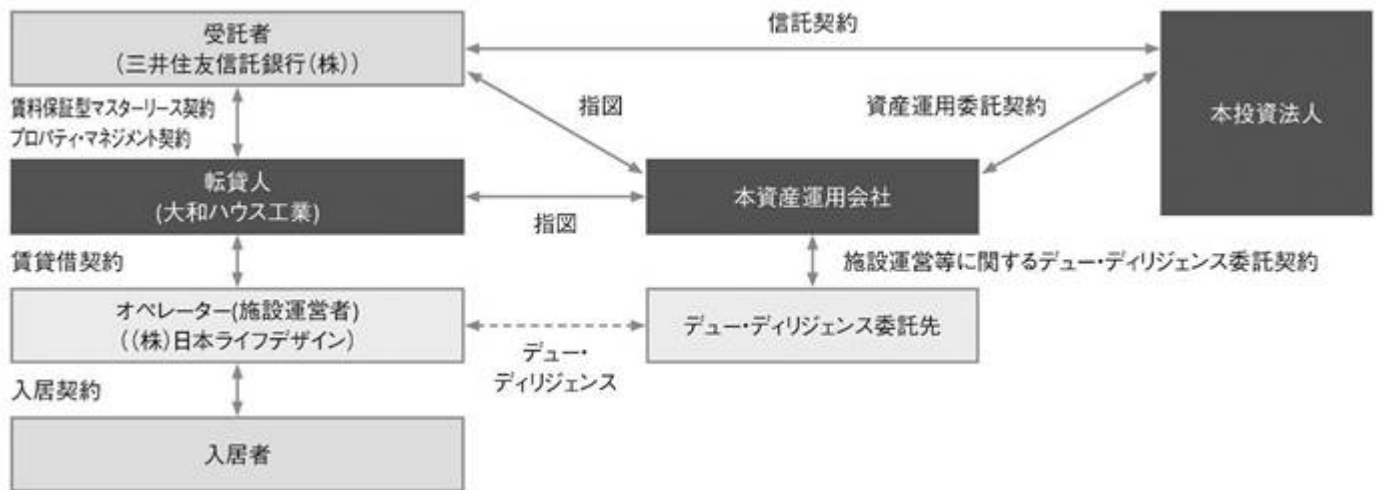 受託者
(三井住友信託銀行(株))
信託契約
本投資法人
賃料保証型マスターリース契約
プロパティ・マネジメント契約
指図
資産運用委託契約
転貸人
(大和ハウス工業)
指図
本資産運用会社
賃貸借契約
施設運営等に関するデュー・ディリジェンス委託契約
オペレーター(施設運営者)
((株)日本ライフデザイン)
デュー・
ディリジェンス
デュー・ディリジェンス委託先
入居契約
入居者